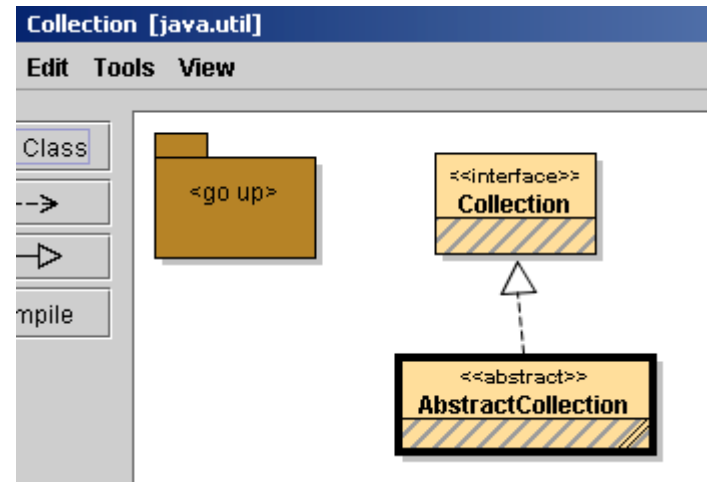 Collection [java.util]
Edit Tools View
Class
mpile
<go up>
<<interface>>
Collection
<<abstract>>
AbstractCollection